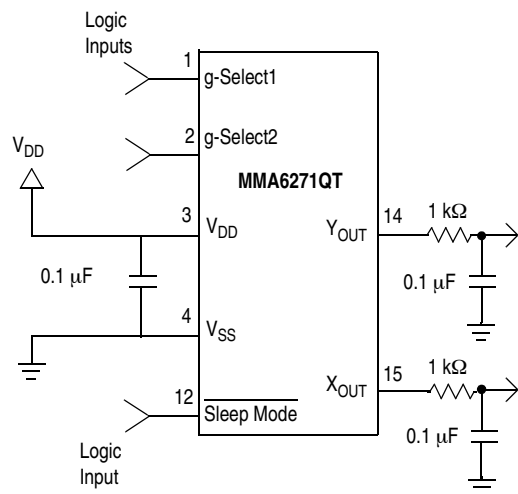 Logic
Inputs
1
g-Select1
2
g-Select2
V_DD
MMA6271QT
3
V_DD
Y_OUT
14
1 kΩ
0.1 μF
0.1 μF
4
V_SS
X_OUT
15
1 kΩ
12
Sleep Mode
0.1 μF
Logic
Input